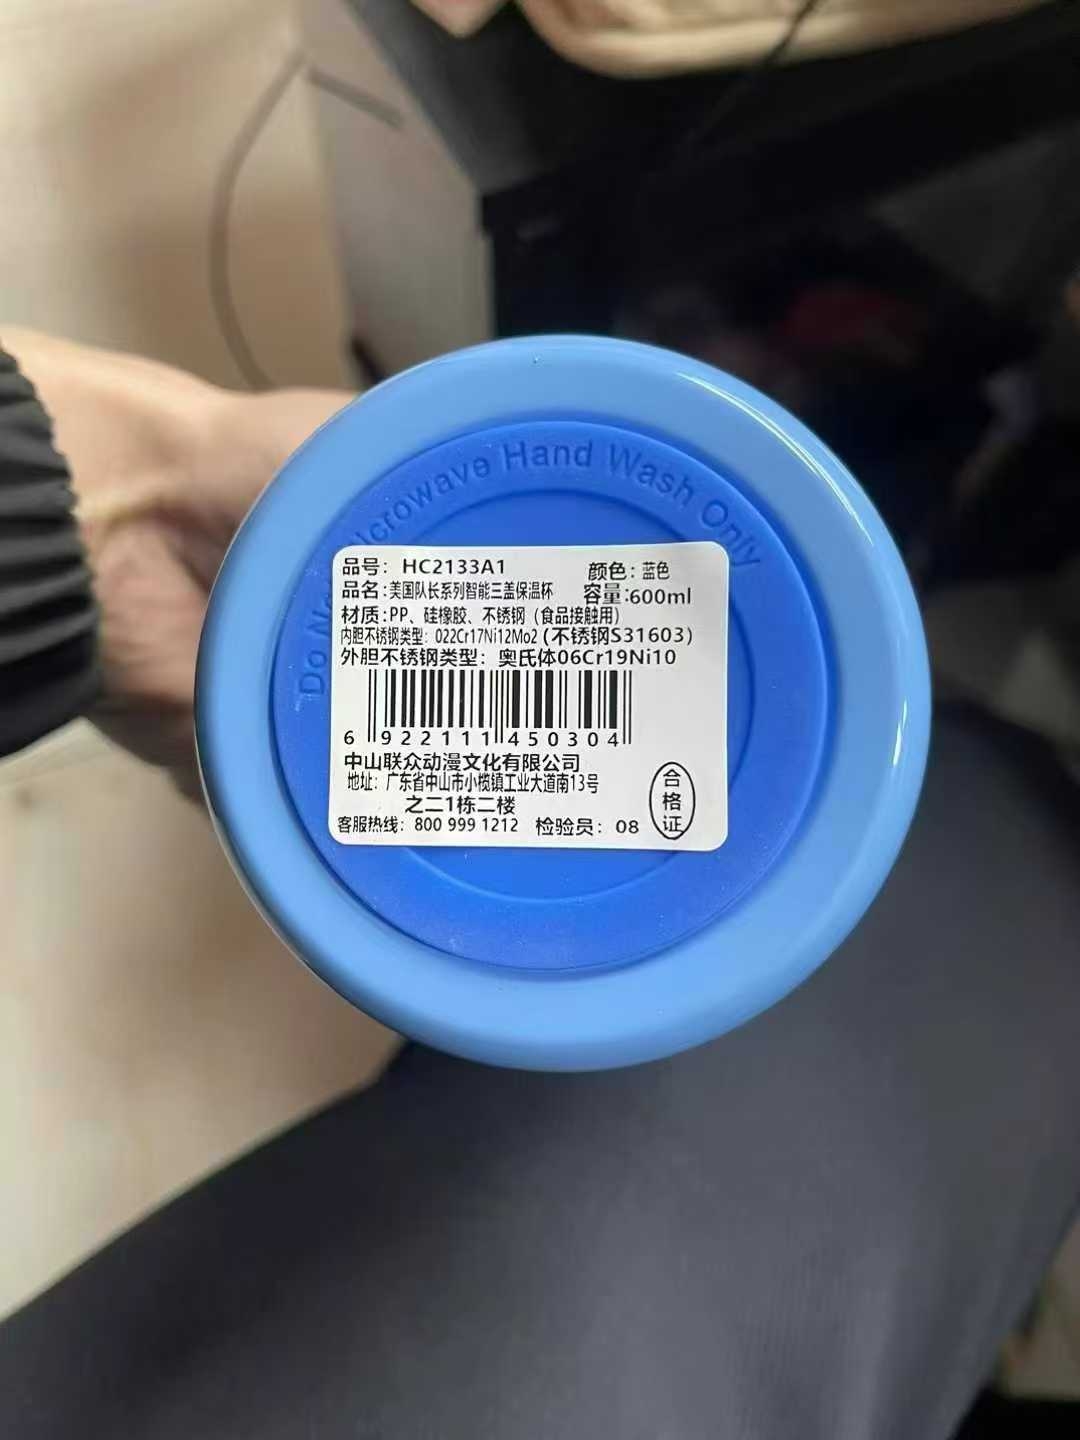 Do No
icrowave Hand Wash Only
品号：HC2133A1 颜色：蓝色
品名：美国队长系列智能三盖保温杯 容量：600ml
材质：PP、硅橡胶、不锈钢（食品接触用）
内胆不锈钢类型：022Cr17Ni12Mo2（不锈钢S31603）
外胆不锈钢类型：奥氏体06Cr19Ni10
6 922111 450304
中山联众动漫文化有限公司
地址：广东省中山市小榄镇工业大道南13号
之二1栋二楼
客服热线：800 999 1212 检验员：08
合格证